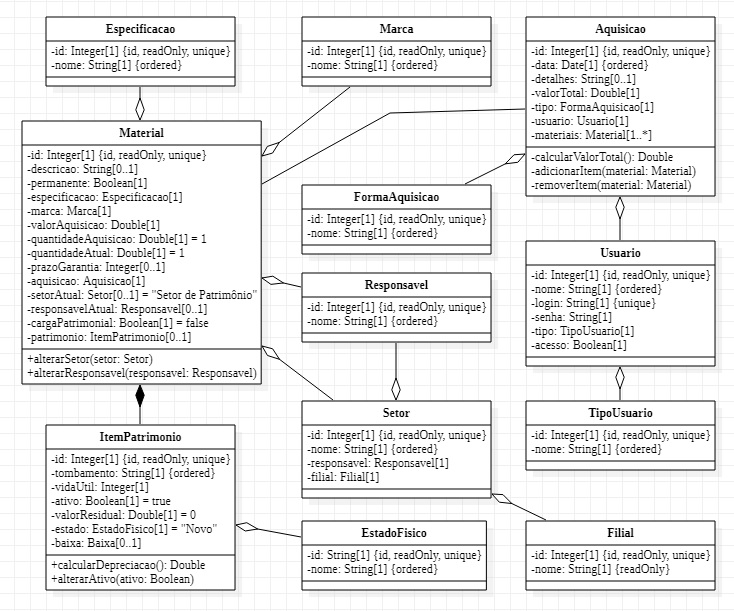 Especificacao
-id: Integer[1] {id, readOnly, unique}
-nome: String[1] {ordered}
Marca
-id: Integer[1] {id, readOnly, unique}
-nome: String[1] {ordered}
Aquisicao
-id: Integer[1] {id, readOnly, unique}
-data: Date[1] {ordered}
-detalhes: String[0..1]
-valorTotal: Double[1]
-tipo: FormaAquisicao[1]
-usuario: Usuario[1]
-materiais: Material[1..*]
-calcularValorTotal(): Double
-adicionarItem(material: Material)
-removerItem(material: Material)
Material
-id: Integer[1] {id, readOnly, unique}
-descricao: String[0..1]
-permanente: Boolean[1]
-especificacao: Especificacao[1]
-marca: Marca[1]
-valorAquisicao: Double[1]
-quantidadeAquisicao: Double[1] = 1
-quantidadeAtual: Double[1] = 1
-prazoGarantia: Integer[0..1]
-aquisicao: Aquisicao[1]
-setorAtual: Setor[0..1] = "Setor de Patrimônio"
-responsavelAtual: Responsavel[0..1]
-cargaPatrimonial: Boolean[1] = false
-patrimonio: ItemPatrimonio[0..1]
+alterarSetor(setor: Setor)
+alterarResponsavel(responsavel: Responsavel)
FormaAquisicao
-id: Integer[1] {id, readOnly, unique}
-nome: String[1] {ordered}
Responsavel
-id: Integer[1] {id, readOnly, unique}
-nome: String[1] {ordered}
Usuario
-id: Integer[1] {id, readOnly, unique}
-nome: String[1] {ordered}
-login: String[1] {unique}
-senha: String[1]
-tipo: TipoUsuario[1]
-acesso: Boolean[1]
Setor
-id: Integer[1] {id, readOnly, unique}
-nome: String[1] {ordered}
-responsavel: Responsavel[1]
-filial: Filial[1]
TipoUsuario
-id: Integer[1] {id, readOnly, unique}
-nome: String[1] {ordered}
ItemPatrimonio
-id: Integer[1] {id, readOnly, unique}
-tombamento: String[1] {ordered}
-vidaUtil: Integer[1]
-ativo: Boolean[1] = true
-valorResidual: Double[1] = 0
-estado: EstadoFisico[1] = "Novo"
-baixa: Baixa[0..1]
+calcularDepreciacao(): Double
+alterarAtivo(ativo: Boolean)
EstadoFisico
-id: String[1] {id, readOnly, unique}
-nome: String[1] {ordered}
Filial
-id: Integer[1] {id, readOnly, unique}
-nome: String[1] {readOnly}